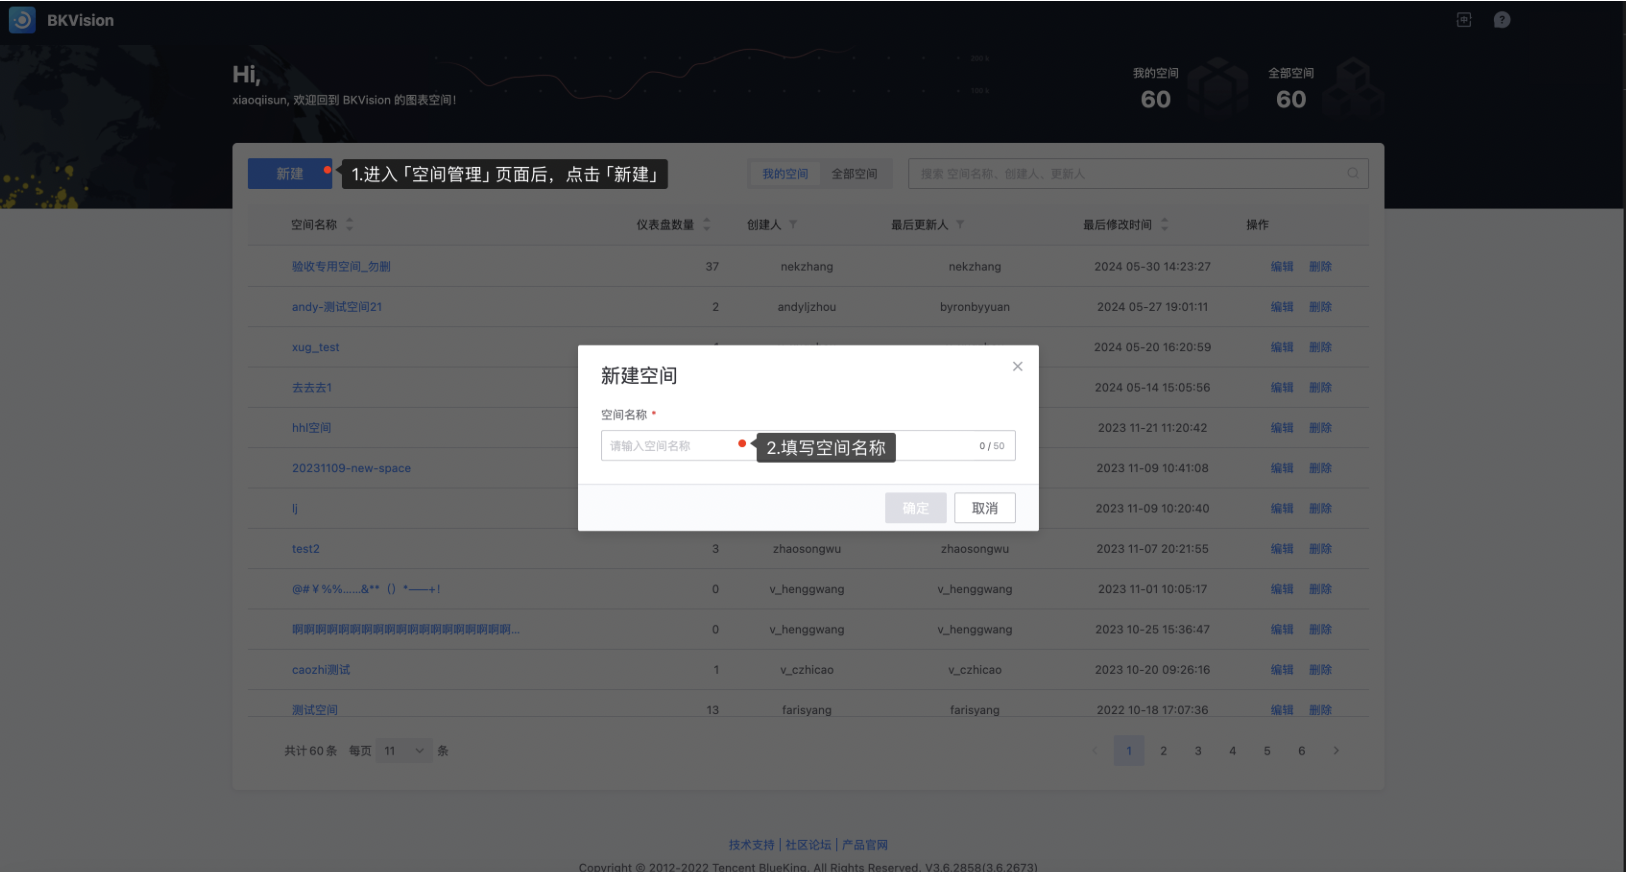 BKVision
Hi,
xiaoqiisun, 欢迎回到 BKVision 的图表空间!
200 s
100 s
我的空间
60
全部空间
60
新建
1.进入「空间管理」页面后，点击「新建」
我的空间 全部空间
搜索 空间名称、创建人、更新人
空间名称 仪表盘数量 创建人 最后更新人 最后修改时间 操作
验收专用空间_勿删 37 nekzhang nekzhang 2024 05-30 14:23:27 编辑 删除
andy-测试空间21 2 andyljzhou byronbyyuan 2024 05-27 19:01:11 编辑 删除
xug_test 2024 05-20 16:20:59 编辑 删除
去去去1 2024 05-14 15:05:56 编辑 删除
hhl空间 2023 11-21 11:20:42 编辑 删除
20231109-new-space 2023 11-09 10:41:08 编辑 删除
lj 2023 11-09 10:20:40 编辑 删除
test2 3 zhaosongwu zhaosongwu 2023 11-07 20:21:55 编辑 删除
@#￥%%……&**（）*——+! 0 v_henggwang v_henggwang 2023 11-01 10:05:17 编辑 删除
啊啊啊啊啊啊啊啊啊啊啊啊啊啊啊啊啊啊啊... 0 v_henggwang v_henggwang 2023 10-25 15:36:47 编辑 删除
caozhi测试 1 v_czhicao v_czhicao 2023 10-20 09:26:16 编辑 删除
测试空间 13 farisyang farisyang 2022 10-18 17:07:36 编辑 删除
新建空间
空间名称 *
请输入空间名称
2.填写空间名称
0 / 50
确定 取消
共计 60 条 每页 11 条
1 2 3 4 5 6
技术支持 | 社区论坛 | 产品官网
Copyright © 2012-2022 Tencent BlueKing. All Rights Reserved. V3.6.2858(3.6.2673)